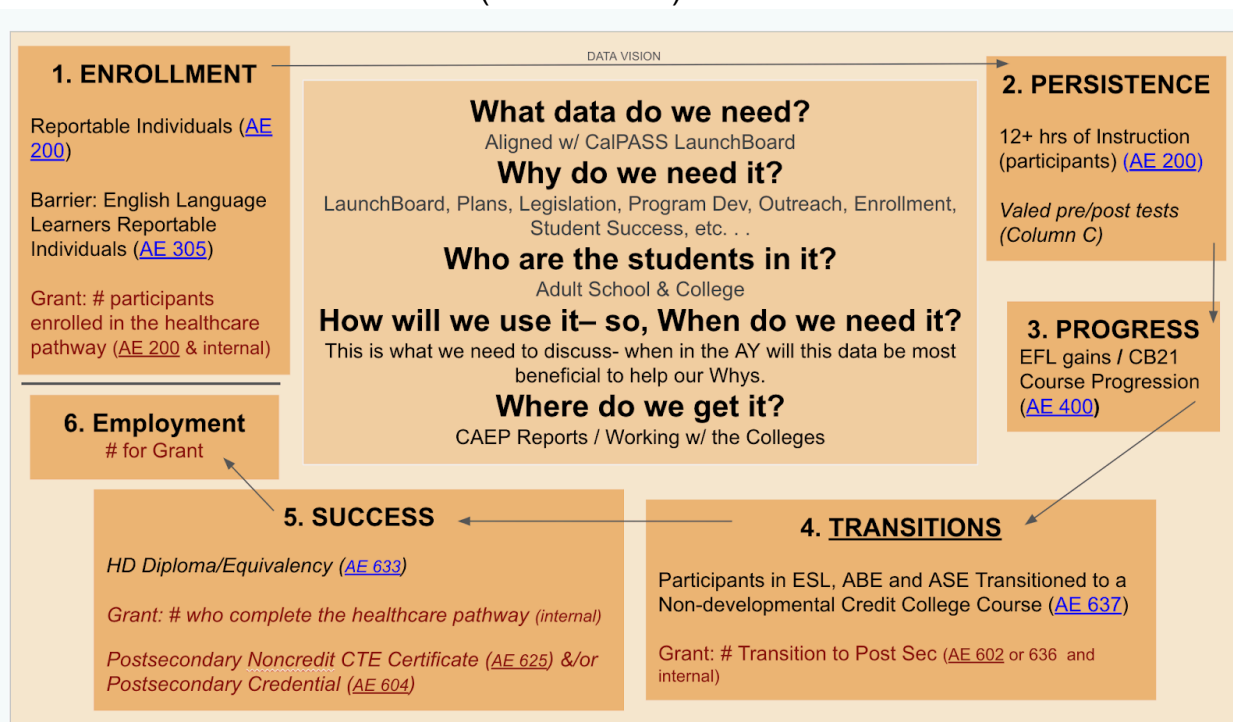 DATA VISION
1. ENROLLMENT
Reportable Individuals (AE
200)
Barrier: English Language
Learners Reportable
Individuals (AE 305)
Grant: # participants
enrolled in the healthcare
pathway (AE 200 & internal)
What data do we need?
Aligned w/ CalPASS LaunchBoard
Why do we need it?
LaunchBoard, Plans, Legislation, Program Dev, Outreach, Enrollment,
Student Success, etc. . .
Who are the students in it?
Adult School & College
How will we use it– so, When do we need it?
This is what we need to discuss- when in the AY will this data be most
beneficial to help our Whys.
Where do we get it?
CAEP Reports / Working w/ the Colleges
2. PERSISTENCE
12+ hrs of Instruction
(participants) (AE 200)
Valed pre/post tests
(Column C)
3. PROGRESS
EFL gains / CB21
Course Progression
(AE 400)
4. TRANSITIONS
Participants in ESL, ABE and ASE Transitioned to a
Non-developmental Credit College Course (AE 637)
Grant: # Transition to Post Sec (AE 602 or 636 and
internal)
5. SUCCESS
HD Diploma/Equivalency (AE 633)
Grant: # who complete the healthcare pathway (internal)
Postsecondary Noncredit CTE Certificate (AE 625) &/or
Postsecondary Credential (AE 604)
6. Employment
# for Grant